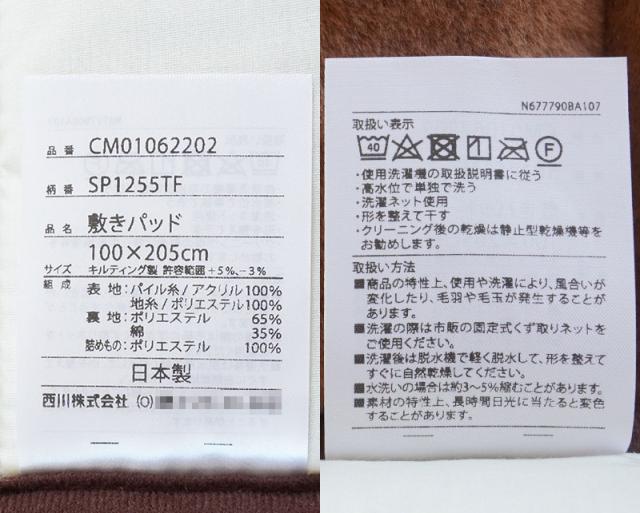 品番 CM01062202
柄番 SP1255TF
品名 敷きパッド
100×205cm
サイズ キルティング製 許容範囲+5%、-3%
組成 表地:パイル糸/アクリル100%
地糸/ポリエステル100%
裏地:ポリエステル 65%
綿 35%
詰めもの:ポリエステル 100%
日本製
西川株式会社 (O)
N677790BA107
取扱い表示
40 F
・使用洗濯機の取扱説明書に従う
・高水位で単独で洗う
・洗濯ネット使用
・形を整えて干す
・クリーニング後の乾燥は静止型乾燥機等を
お勧めします。
取扱い方法
■商品の特性上、使用や洗濯により、風合いが
変化したり、毛羽や毛玉が発生することが
あります。
■洗濯の際は市販の固定式くず取りネットを
ご使用ください。
■洗濯後は脱水機で軽く脱水して、形を整えて
すぐに自然乾燥してください。
■水洗いの場合は約3~5%縮むことがあります。
■素材の特性上、長時間日光に当たると変色
することがあります。